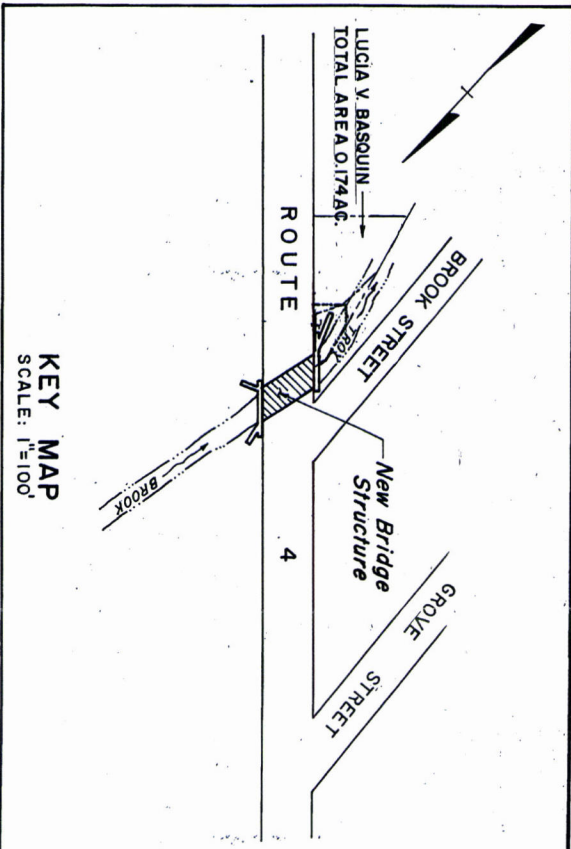 LUCIA V. BASQUIN
TOTAL AREA 0.174 AC.
ROUTE 4
BROOK STREET
TROY
BROOK
New Bridge
Structure
GROVE STREET
KEY MAP
SCALE: 1"=100'